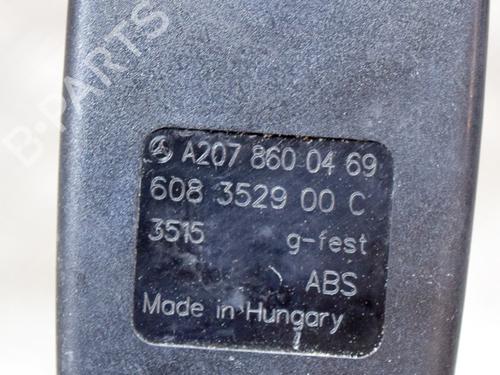 A207 860 04 69
608 3529 00 C
3515 g-fest
ABS
Made in Hungary
B-PARTS